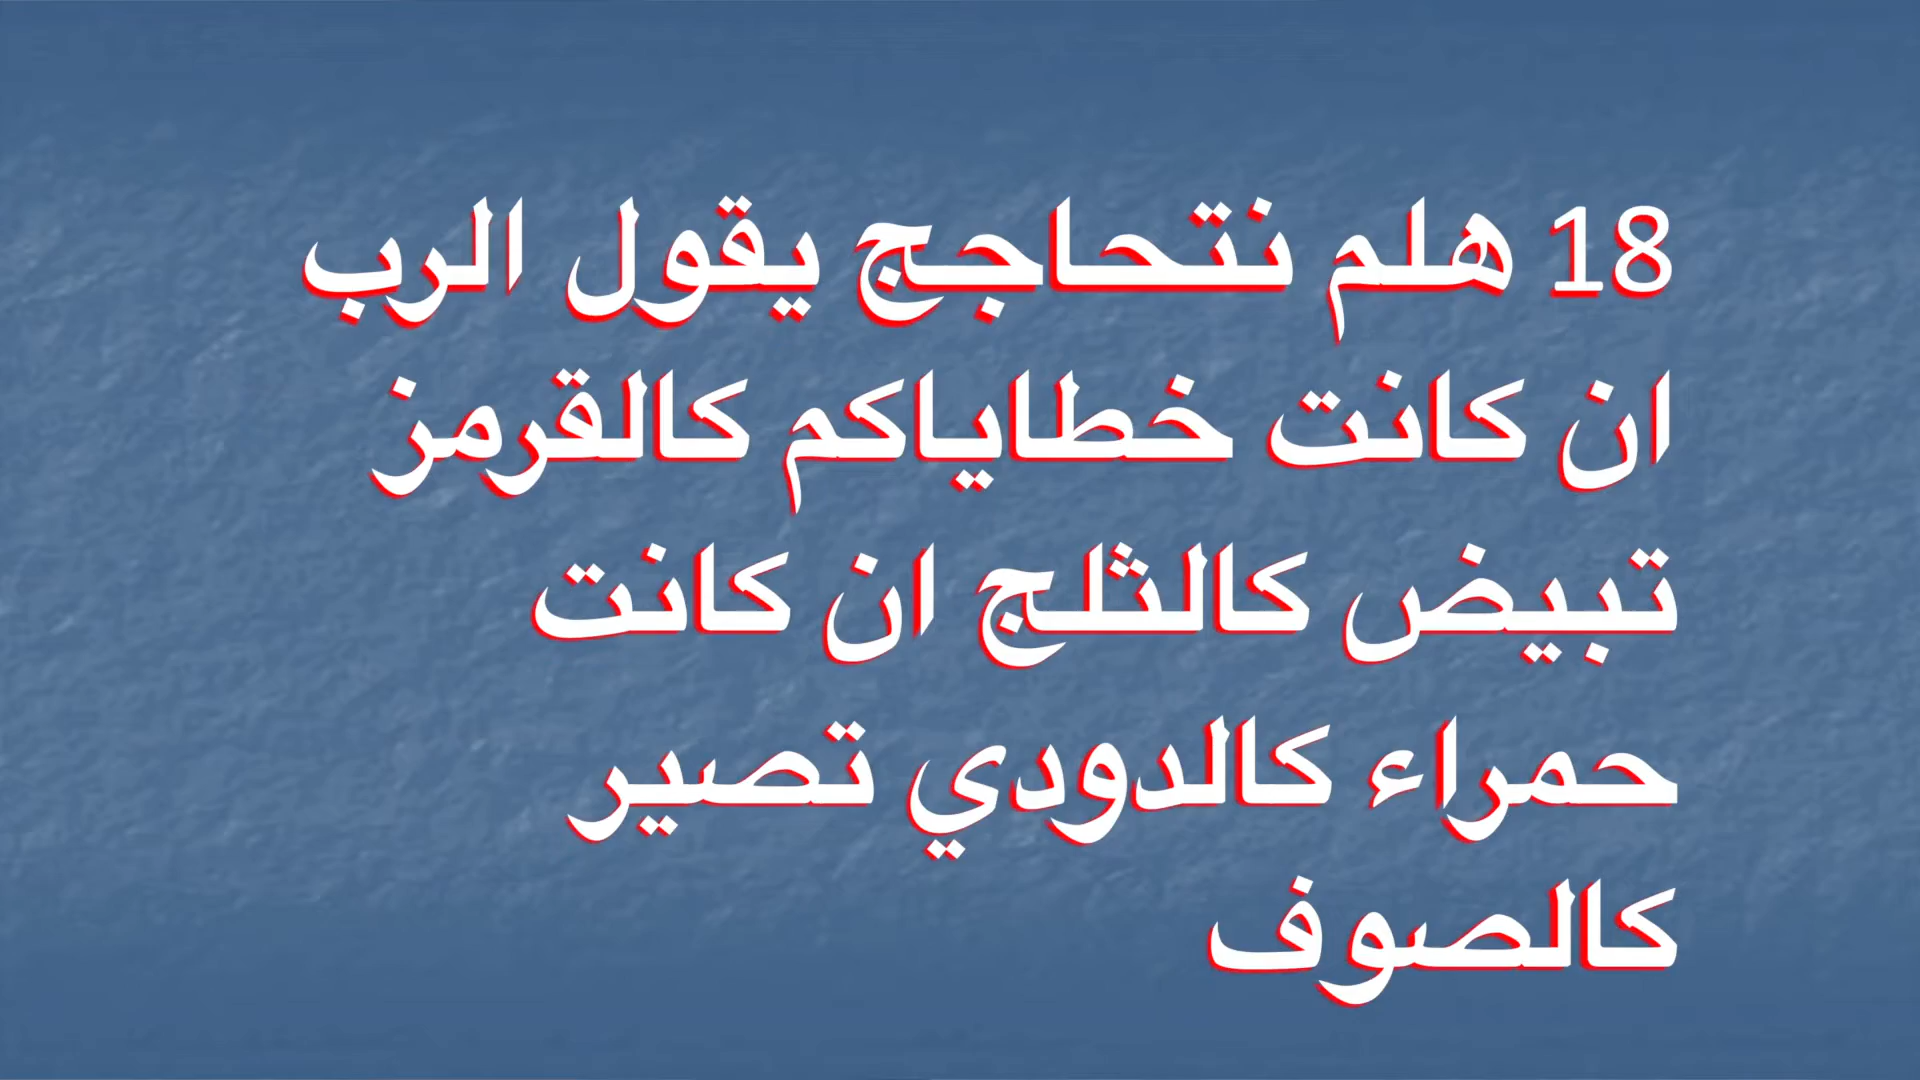 18 هلم نتحاجج يقول الرب
ان كانت خطاياكم كالقرمز
تبيض كالثلج ان كانت
حمراء كالدودي تصير
كالصوف